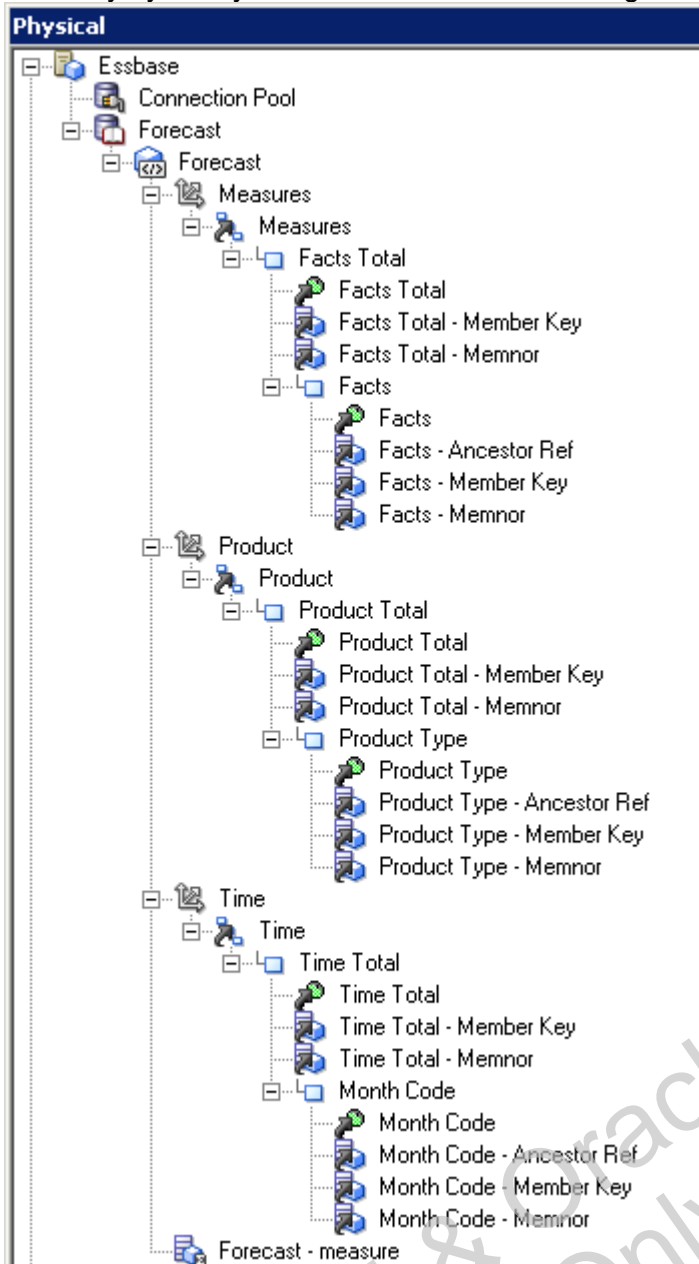 Physical
Essbase
Connection Pool
Forecast
Forecast
Measures
Measures
Facts Total
Facts Total
Facts Total - Member Key
Facts Total - Memnor
Facts
Facts
Facts - Ancestor Ref
Facts - Member Key
Facts - Memnor
Product
Product
Product Total
Product Total
Product Total - Member Key
Product Total - Memnor
Product Type
Product Type
Product Type - Ancestor Ref
Product Type - Member Key
Product Type - Memnor
Time
Time
Time Total
Time Total
Time Total - Member Key
Time Total - Memnor
Month Code
Month Code
Month Code - Ancestor Ref
Month Code - Member Key
Month Code - Memnor
Forecast - measure